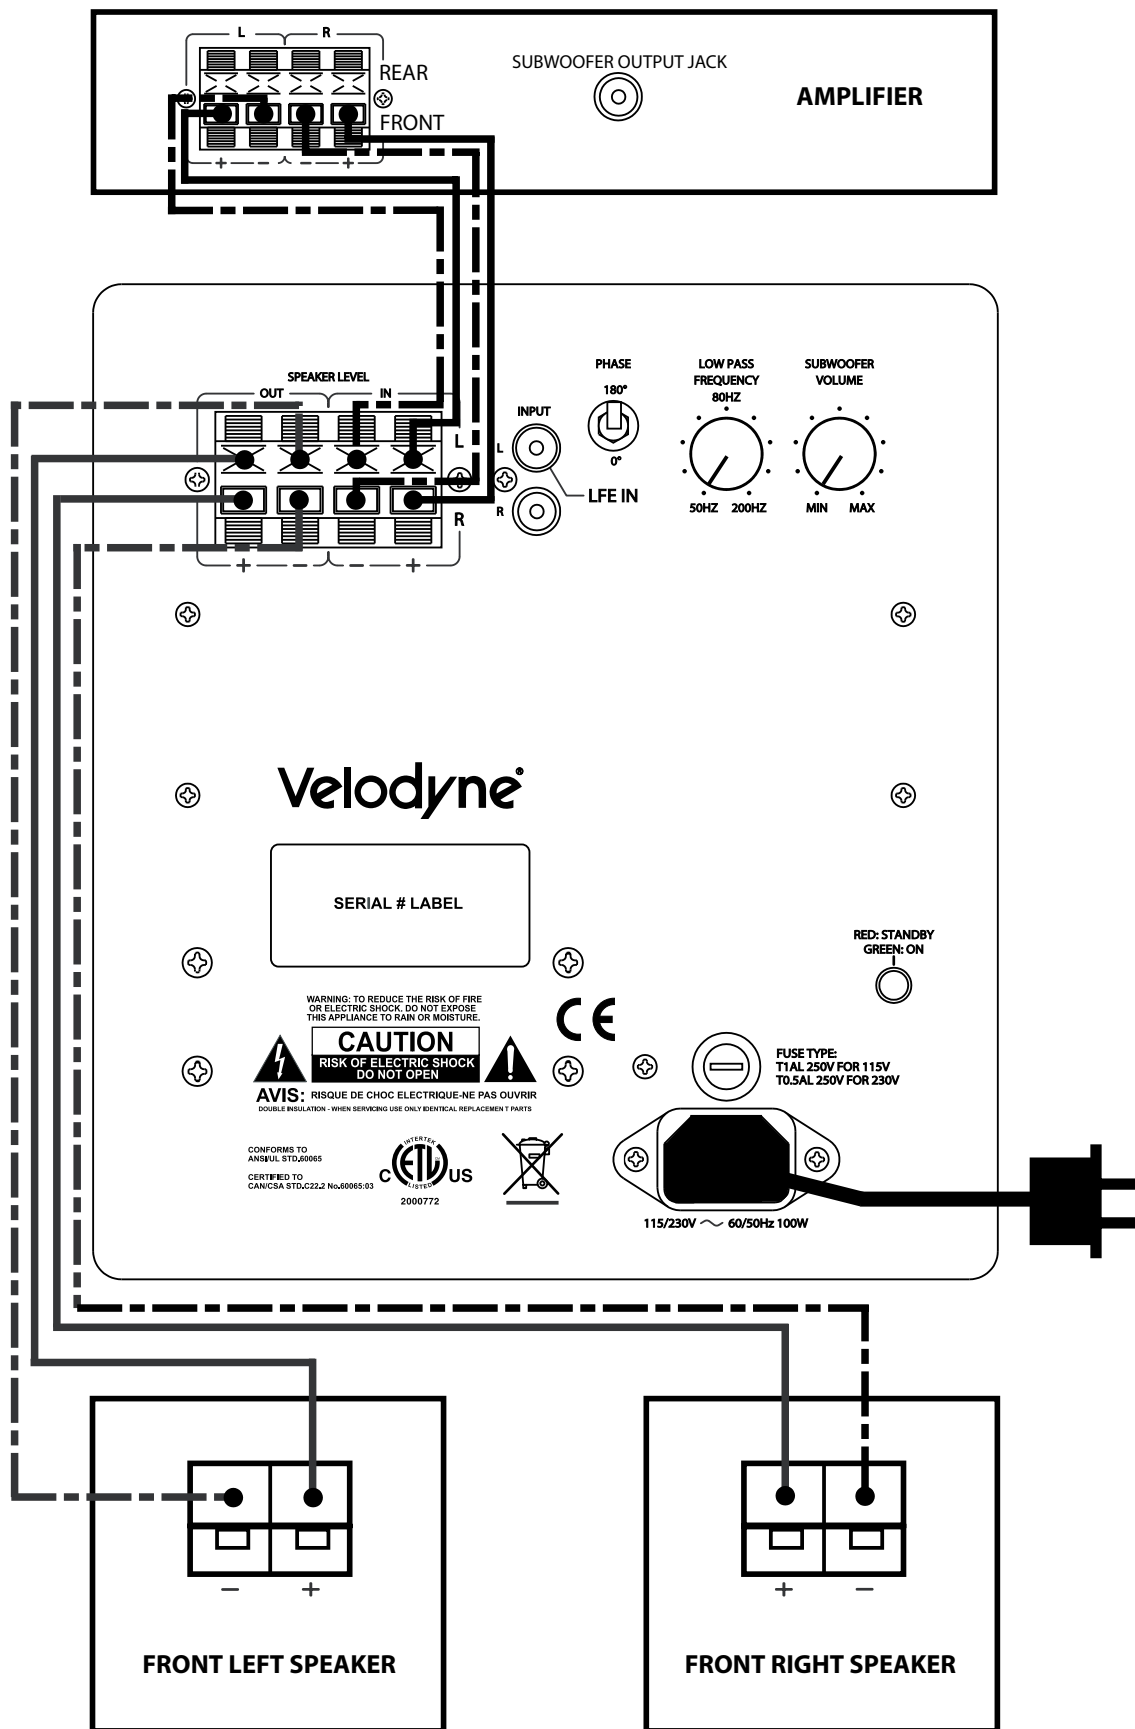 L R
REAR
FRONT
+ - - +
SUBWOOFER OUTPUT JACK
AMPLIFIER
SPEAKER LEVEL
OUT IN
L
R
+ - - +
INPUT
L
R
LFE IN
PHASE
180°
0°
LOW PASS
FREQUENCY
80HZ
50HZ 200HZ
SUBWOOFER
VOLUME
MIN MAX
Velodyne®
SERIAL # LABEL
RED: STANDBY
GREEN: ON
WARNING: TO REDUCE THE RISK OF FIRE
OR ELECTRIC SHOCK. DO NOT EXPOSE
THIS APPLIANCE TO RAIN OR MOISTURE.
CAUTION
RISK OF ELECTRIC SHOCK
DO NOT OPEN
AVIS: RISQUE DE CHOC ELECTRIQUE-NE PAS OUVRIR
DOUBLE INSULATION - WHEN SERVICING USE ONLY IDENTICAL REPLACEMEN T PARTS
CE
FUSE TYPE:
T1AL 250V FOR 115V
T0.5AL 250V FOR 230V
CONFORMS TO
ANSI/UL STD.60065
CERTIFIED TO
CAN/CSA STD.C22.2 No.60065:03
INTERTEK
C ETL US
LISTED
2000772
115/230V ~ 60/50Hz 100W
- +
FRONT LEFT SPEAKER
+ -
FRONT RIGHT SPEAKER